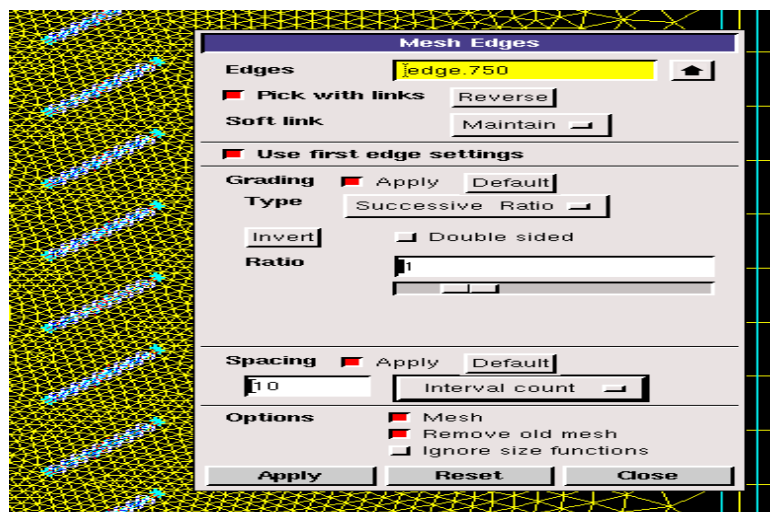 Mesh Edges
Edges edge.750
Pick with links Reverse
Soft link Maintain
Use first edge settings
Grading Apply Default
Type Successive Ratio
Invert Double sided
Ratio 1
Spacing Apply Default
10 Interval count
Options Mesh
Remove old mesh
Ignore size functions
Apply Reset Close